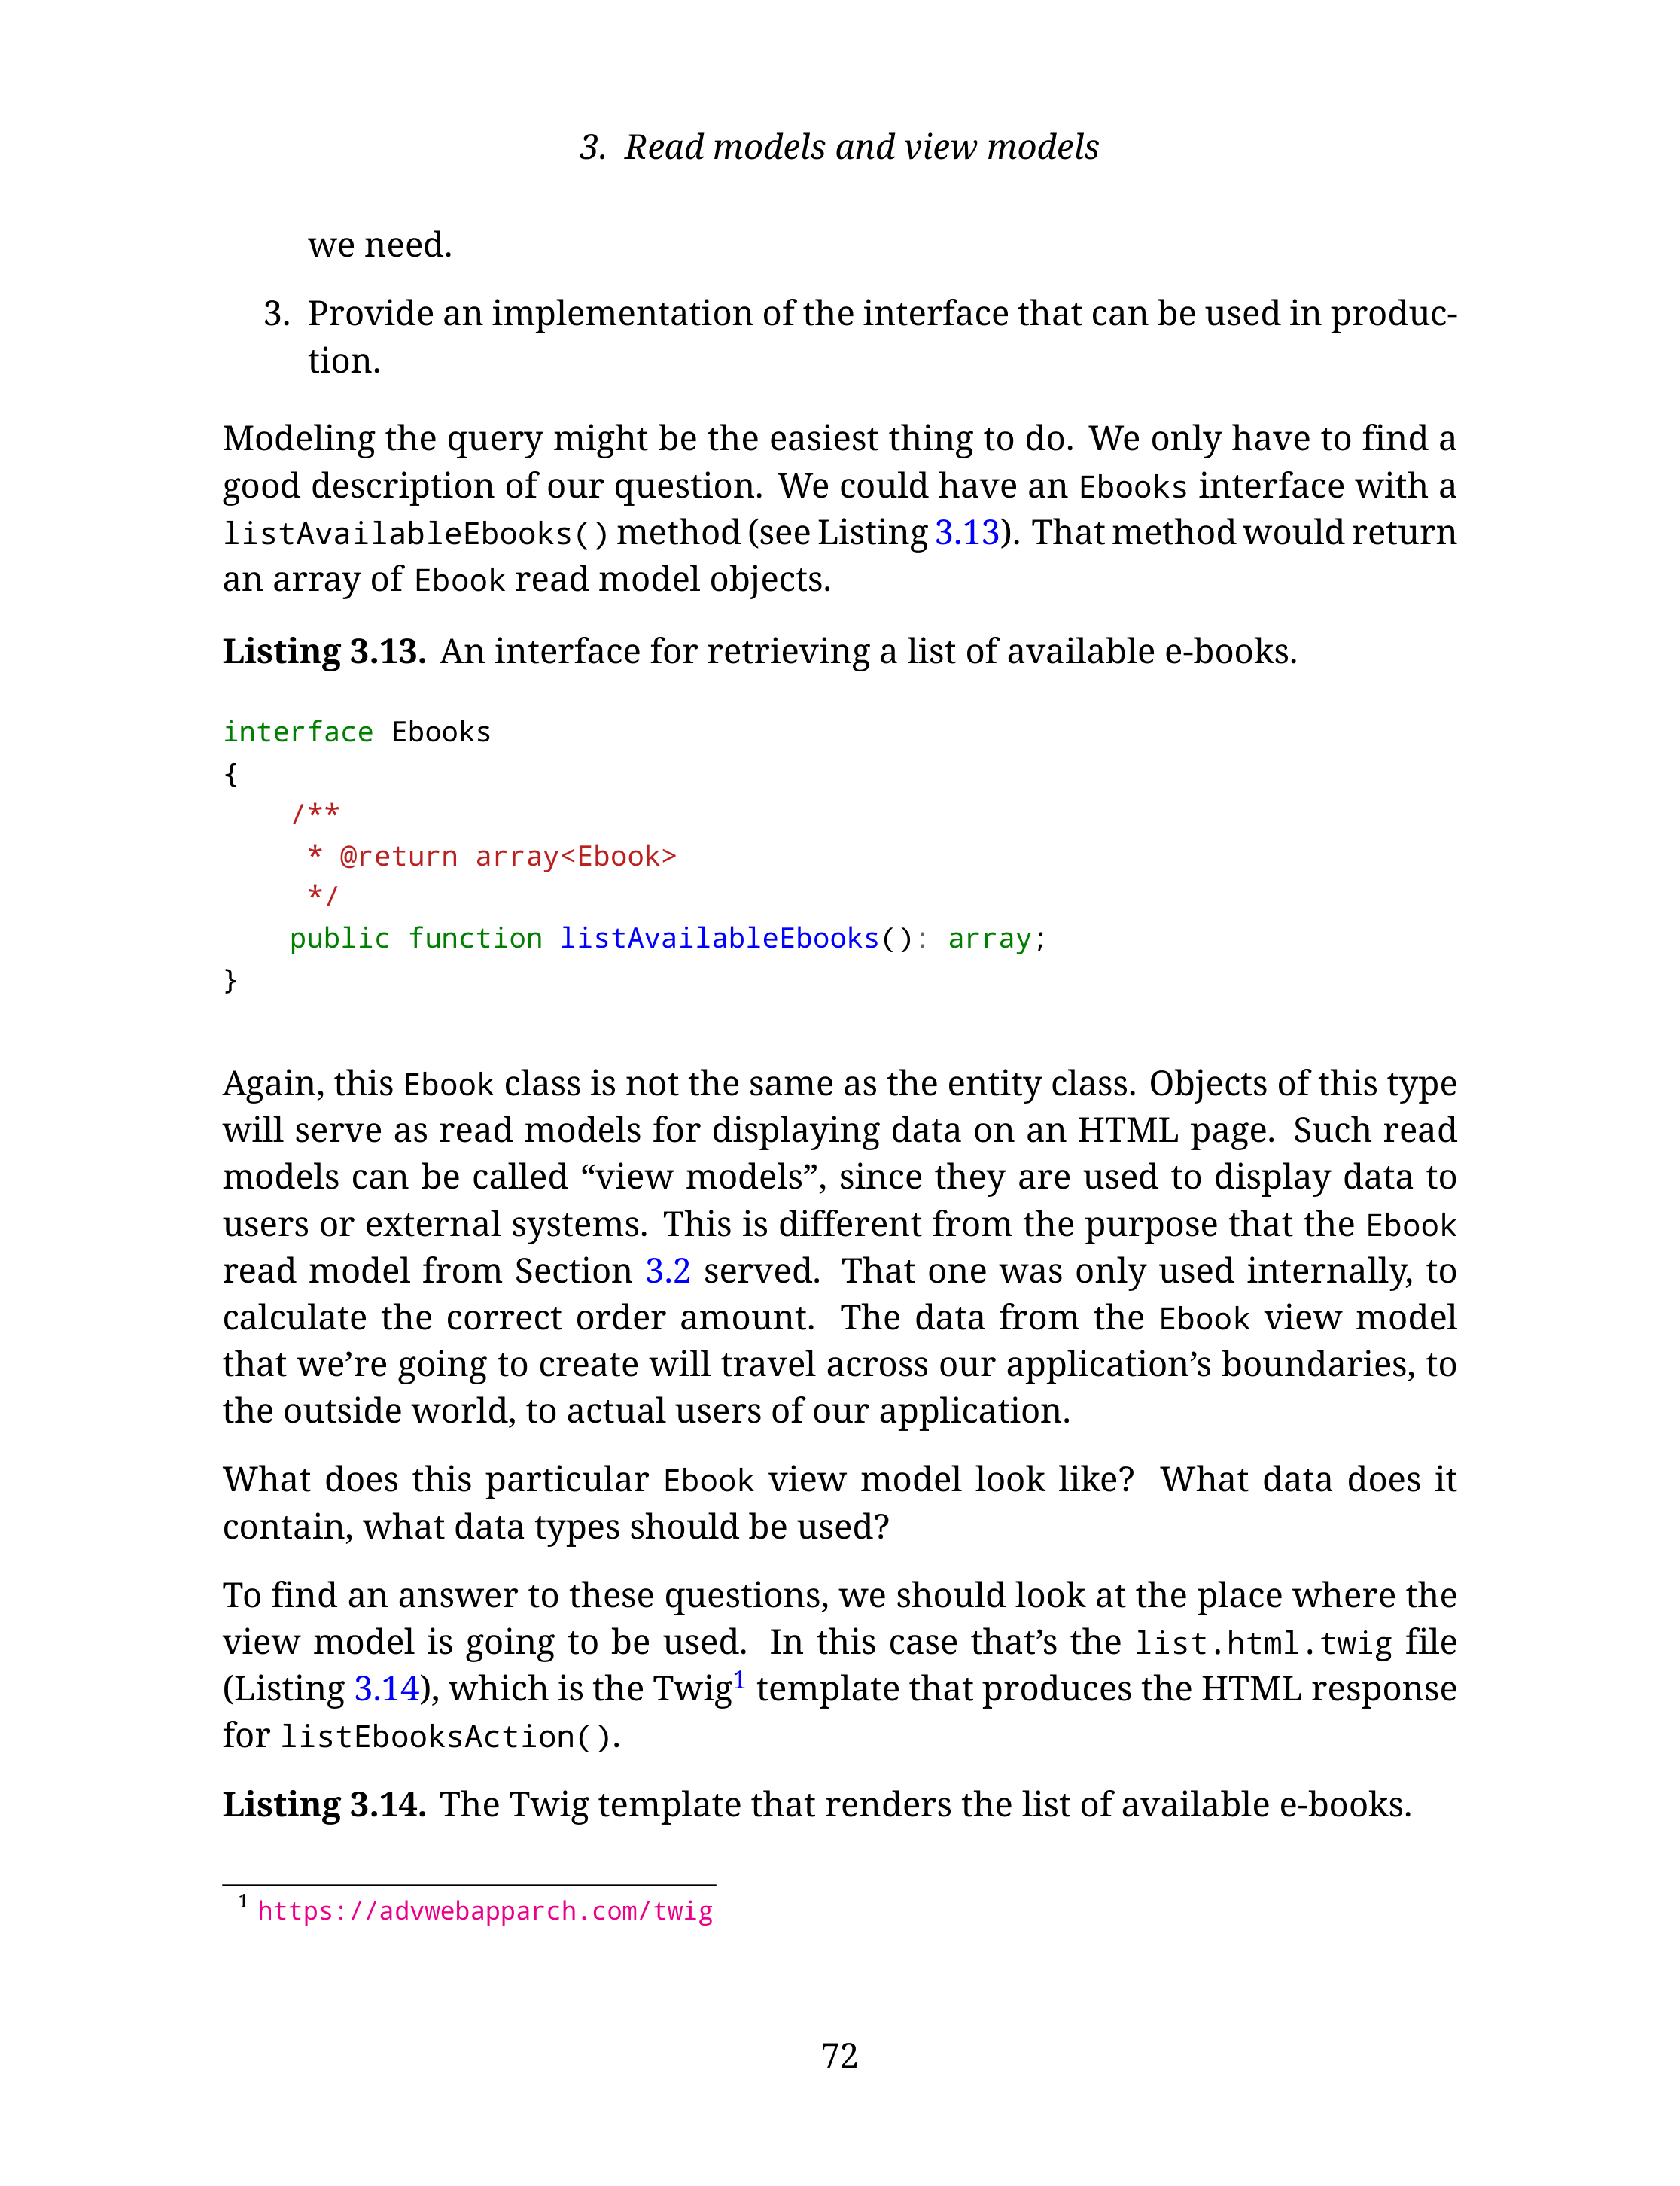 3. Read models and view models
we need.
3. Provide an implementation of the interface that can be used in produc-
tion.
Modeling the query might be the easiest thing to do. We only have to find a
good description of our question. We could have an Ebooks interface with a
listAvailableEbooks() method (see Listing 3.13). That method would return
an array of Ebook read model objects.
Listing 3.13. An interface for retrieving a list of available e-books.
interface Ebooks
{
    /**
     * @return array<Ebook>
     */
    public function listAvailableEbooks(): array;
}
Again, this Ebook class is not the same as the entity class. Objects of this type
will serve as read models for displaying data on an HTML page. Such read
models can be called “view models”, since they are used to display data to
users or external systems. This is different from the purpose that the Ebook
read model from Section 3.2 served. That one was only used internally, to
calculate the correct order amount. The data from the Ebook view model
that we’re going to create will travel across our application’s boundaries, to
the outside world, to actual users of our application.
What does this particular Ebook view model look like? What data does it
contain, what data types should be used?
To find an answer to these questions, we should look at the place where the
view model is going to be used. In this case that’s the list.html.twig file
(Listing 3.14), which is the Twig1 template that produces the HTML response
for listEbooksAction().
Listing 3.14. The Twig template that renders the list of available e-books.
1 https://advwebapparch.com/twig
72